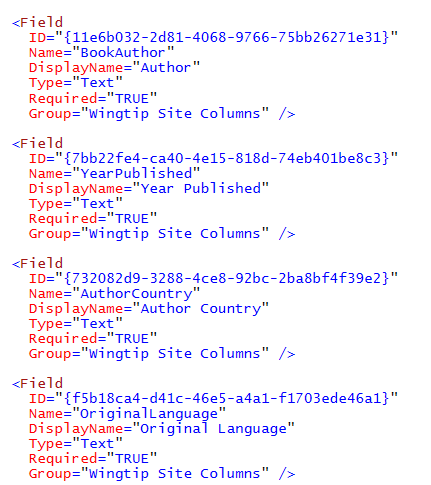 <Field
ID="{11e6b032-2d81-4068-9766-75bb26271e31}"
Name="BookAuthor"
DisplayName="Author"
Type="Text"
Required="TRUE"
Group="Wingtip Site Columns" />
<Field
ID="{7bb22fe4-ca40-4e15-818d-74eb401be8c3}"
Name="YearPublished"
DisplayName="Year Published"
Type="Text"
Required="TRUE"
Group="Wingtip Site Columns" />
<Field
ID="{732082d9-3288-4ce8-92bc-2ba8bf4f39e2}"
Name="AuthorCountry"
DisplayName="Author Country"
Type="Text"
Required="TRUE"
Group="Wingtip Site Columns" />
<Field
ID="{f5b18ca4-d41c-46e5-a4a1-f1703ede46a1}"
Name="OriginalLanguage"
DisplayName="Original Language"
Type="Text"
Required="TRUE"
Group="Wingtip Site Columns" />